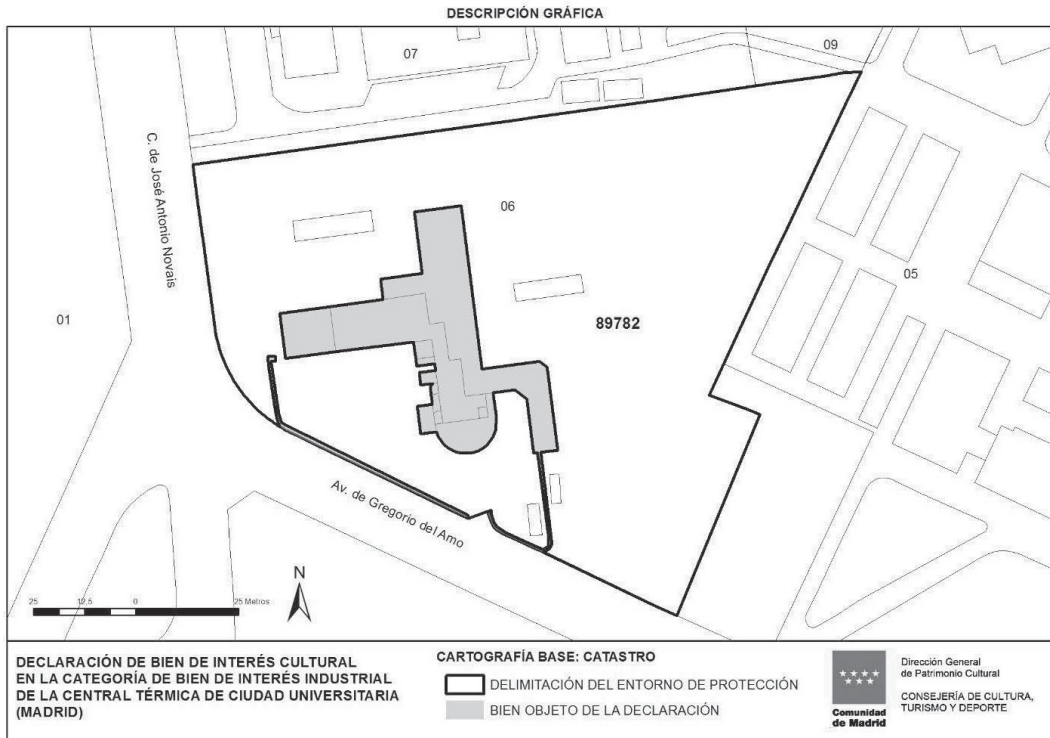 DESCRIPCIÓN GRÁFICA
07
09
C. de José Antonio Novais
06
05
01
89782
Av. de Gregorio del Amo
N
25 12,5 0 25 Metros
DECLARACIÓN DE BIEN DE INTERÉS CULTURAL
EN LA CATEGORÍA DE BIEN DE INTERÉS INDUSTRIAL
DE LA CENTRAL TÉRMICA DE CIUDAD UNIVERSITARIA
(MADRID)
CARTOGRAFÍA BASE: CATASTRO
DELIMITACIÓN DEL ENTORNO DE PROTECCIÓN
BIEN OBJETO DE LA DECLARACIÓN
Comunidad
de Madrid
Dirección General
de Patrimonio Cultural
CONSEJERÍA DE CULTURA,
TURISMO Y DEPORTE